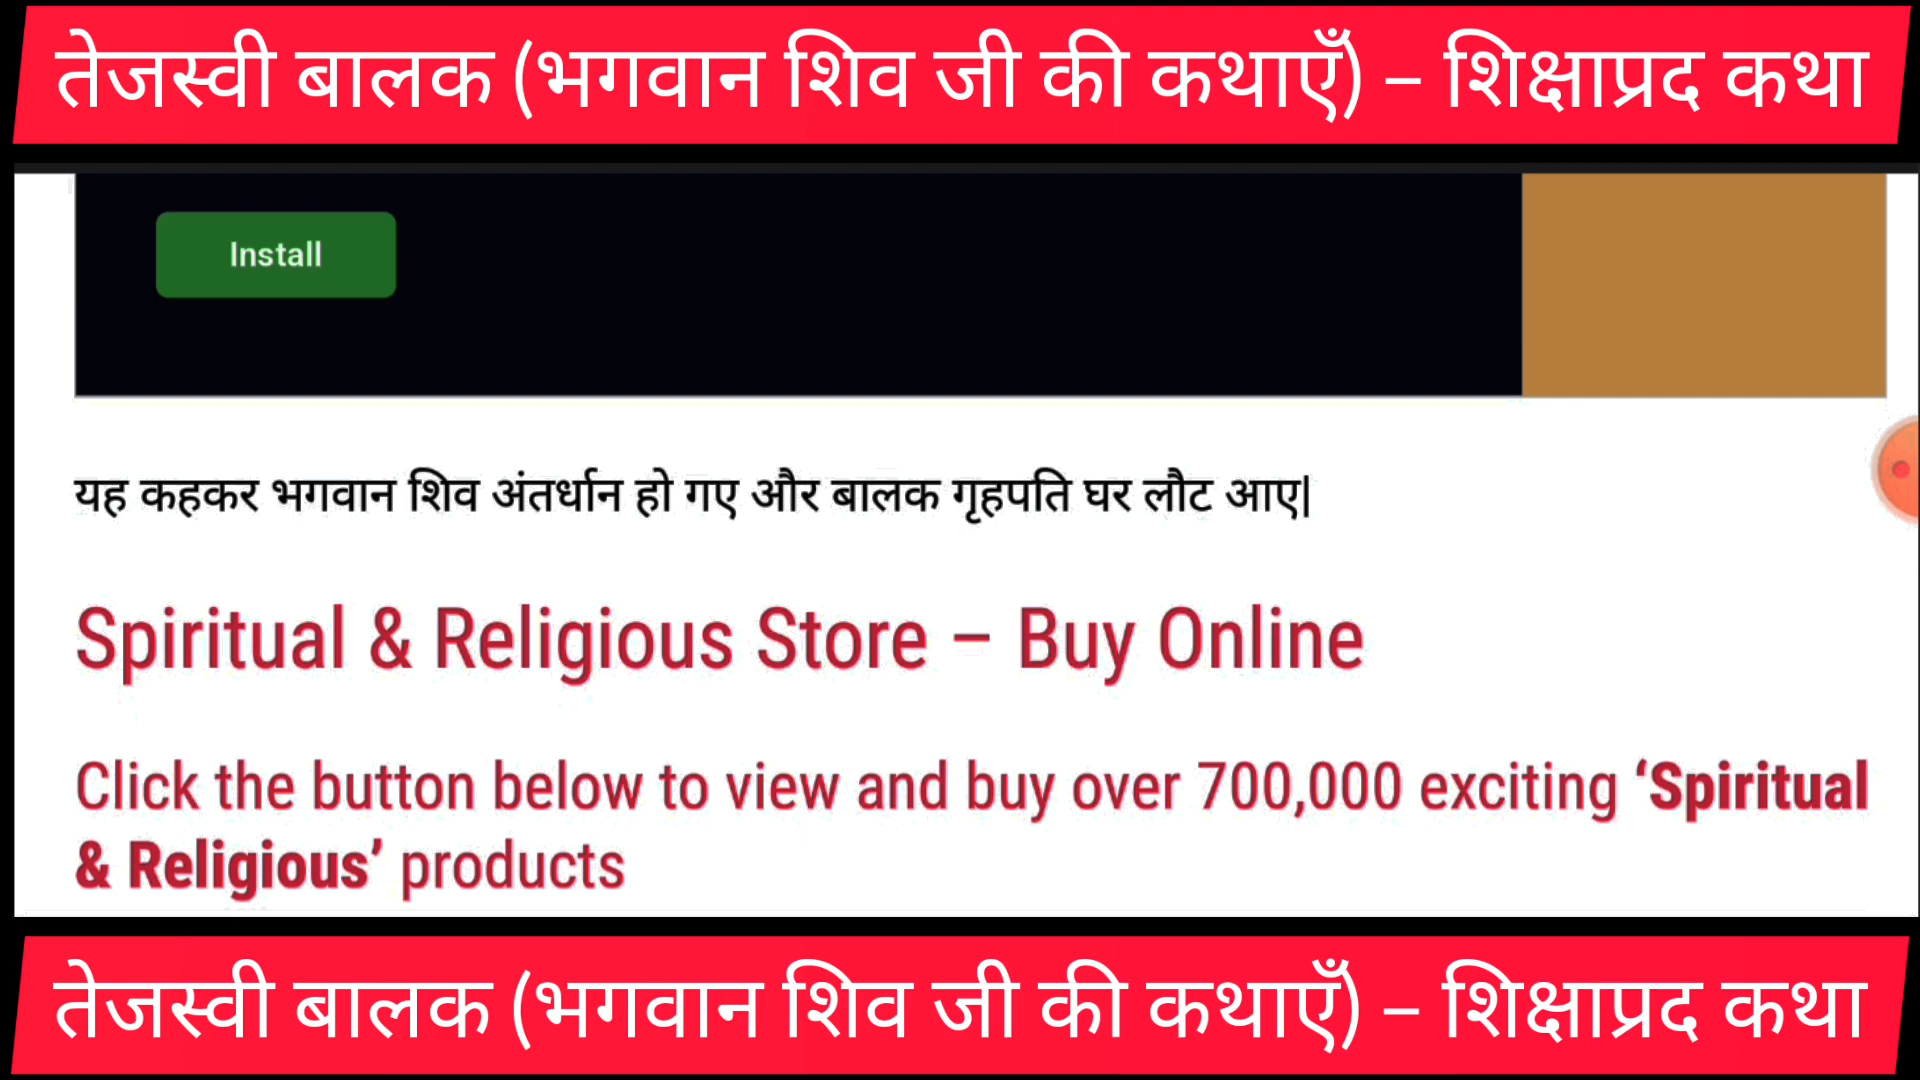 तेजस्वी बालक (भगवान शिव जी की कथाएँ) – शिक्षाप्रद कथा
Install
यह कहकर भगवान शिव अंतर्धान हो गए और बालक गृहपति घर लौट आए|
Spiritual & Religious Store – Buy Online
Click the button below to view and buy over 700,000 exciting ‘Spiritual
& Religious’ products
तेजस्वी बालक (भगवान शिव जी की कथाएँ) – शिक्षाप्रद कथा